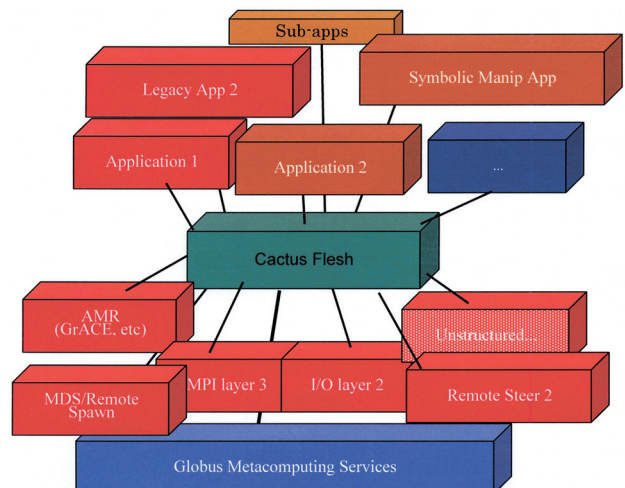 Sub-apps
Legacy App 2
Symbolic Manip App
Application 1
Application 2
...
Cactus Flesh
AMR
(GrACE, etc)
Unstructured...
MPI layer 3
I/O layer 2
MDS/Remote
Spawn
Remote Steer 2
Globus Metacomputing Services